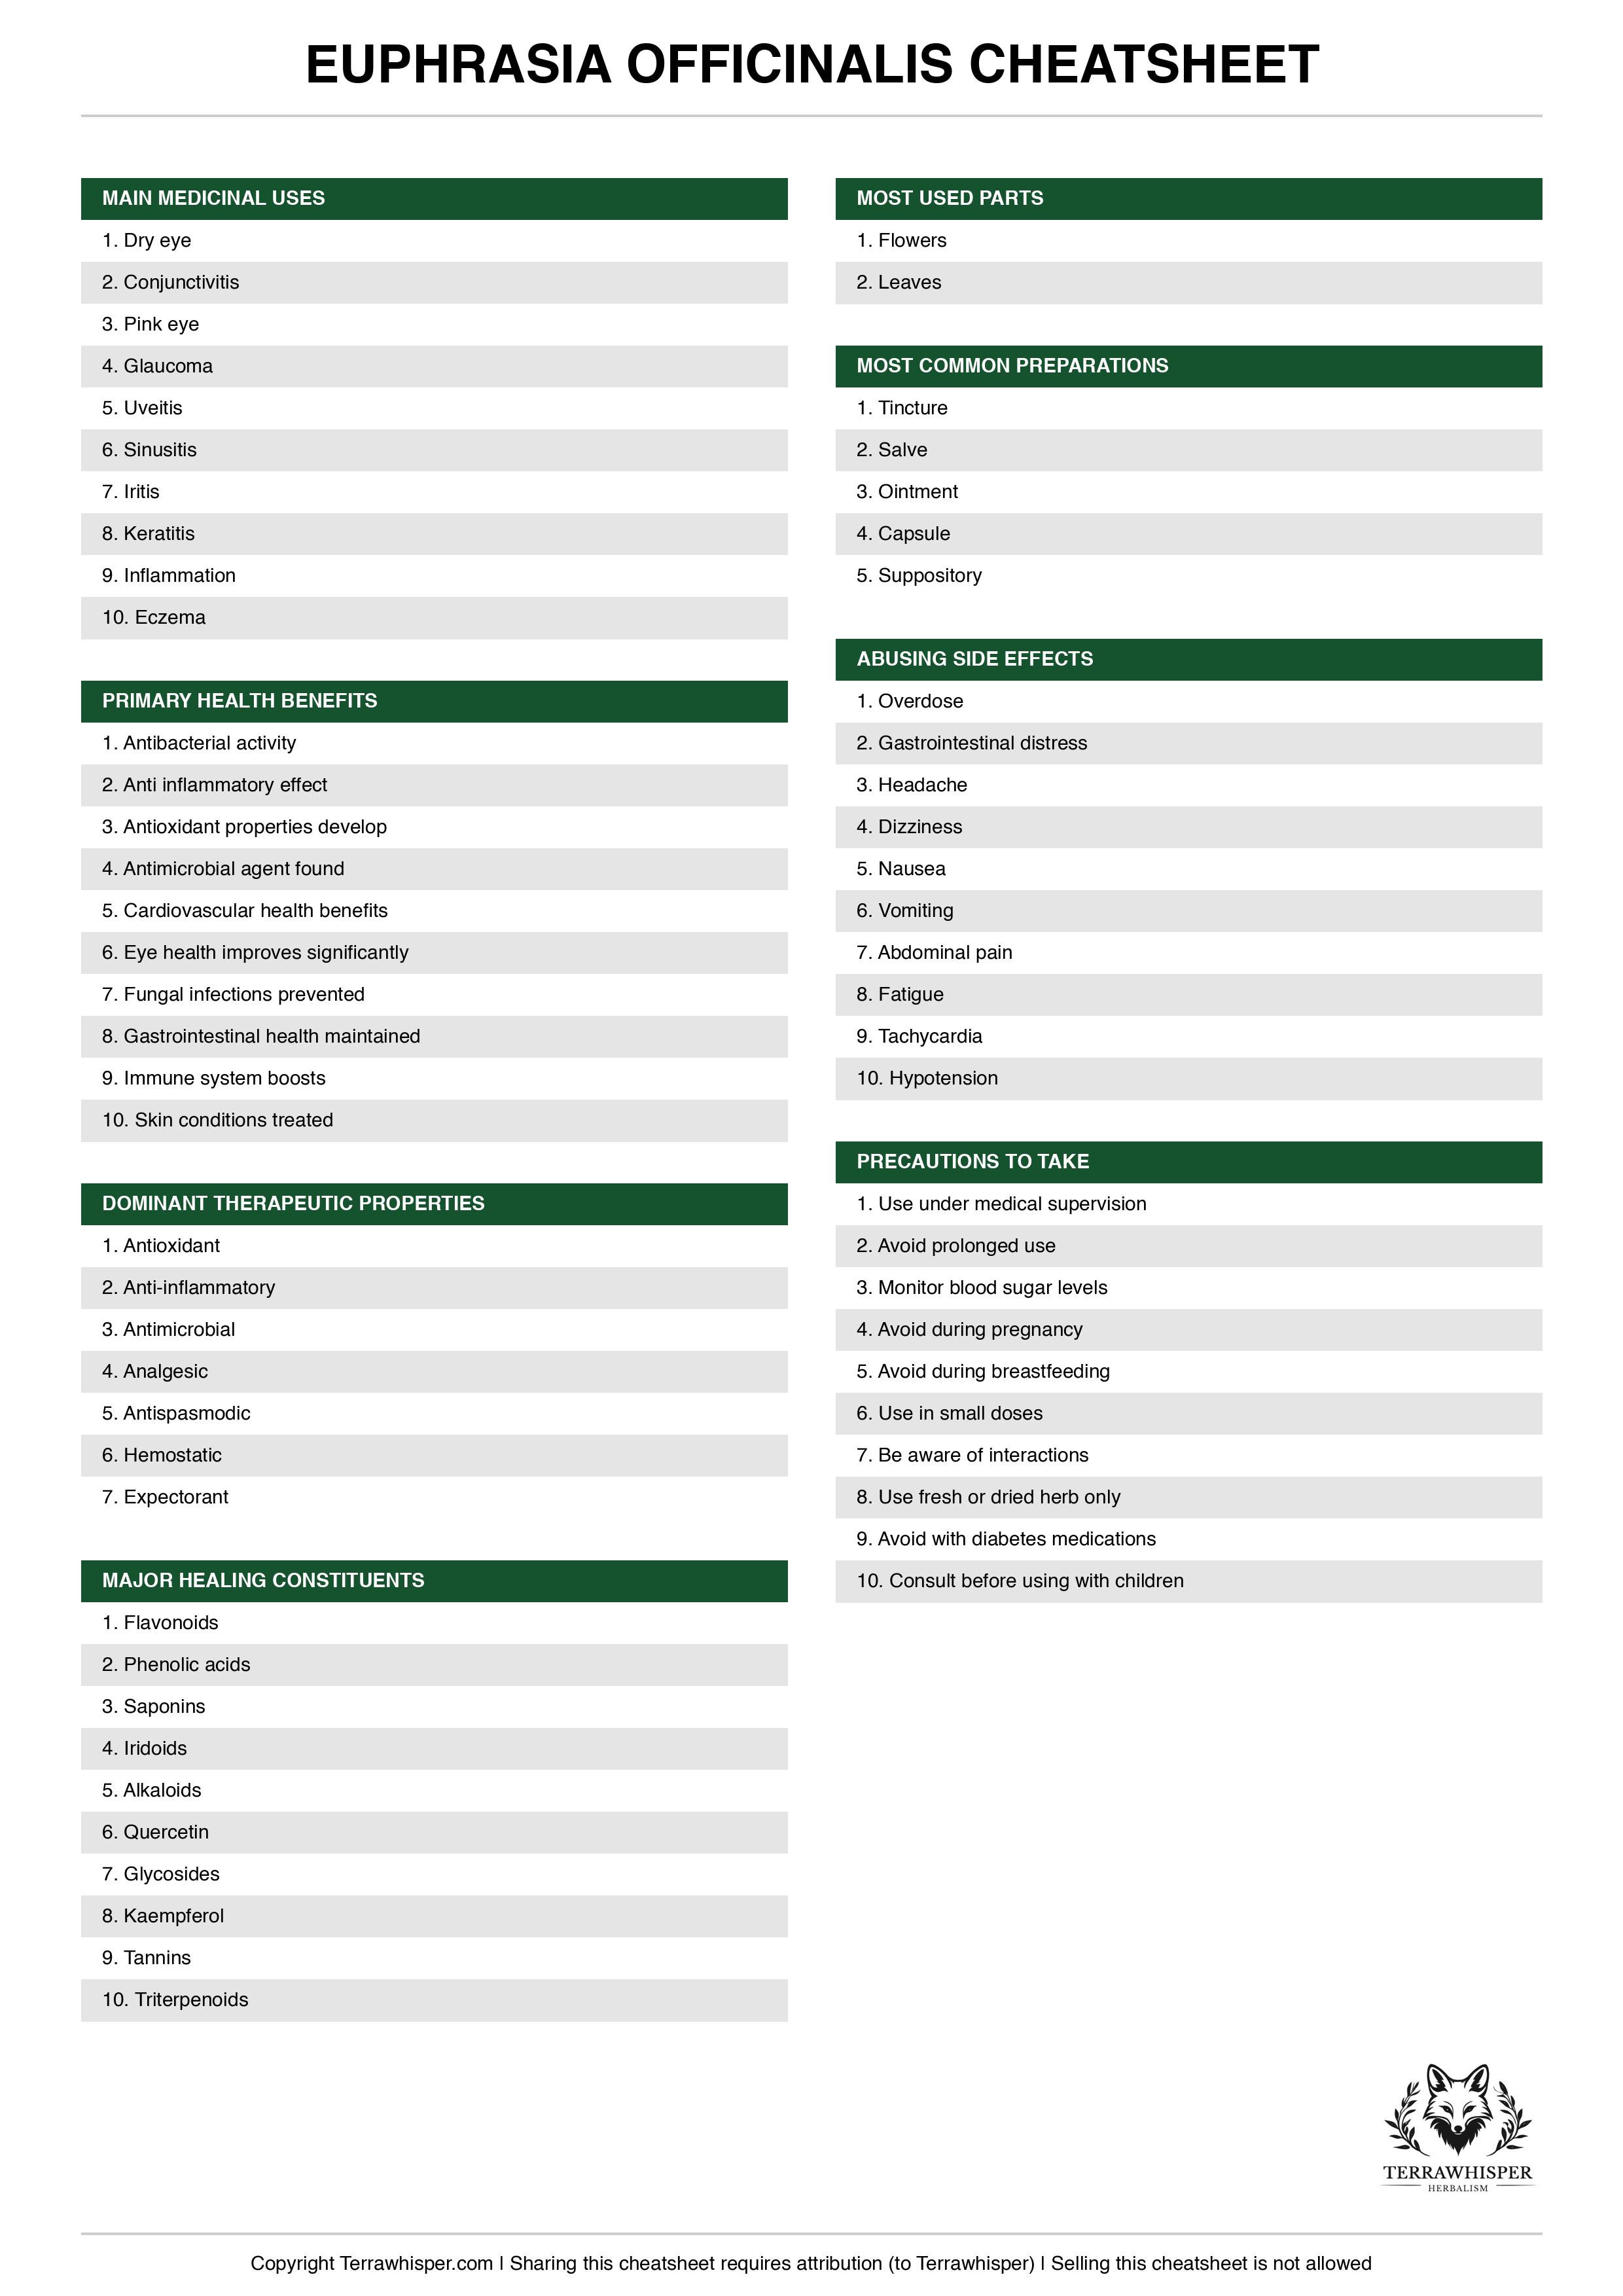 EUPHRASIA OFFICINALIS CHEATSHEET
MAIN MEDICINAL USES
1. Dry eye
2. Conjunctivitis
3. Pink eye
4. Glaucoma
5. Uveitis
6. Sinusitis
7. Iritis
8. Keratitis
9. Inflammation
10. Eczema
PRIMARY HEALTH BENEFITS
1. Antibacterial activity
2. Anti inflammatory effect
3. Antioxidant properties develop
4. Antimicrobial agent found
5. Cardiovascular health benefits
6. Eye health improves significantly
7. Fungal infections prevented
8. Gastrointestinal health maintained
9. Immune system boosts
10. Skin conditions treated
DOMINANT THERAPEUTIC PROPERTIES
1. Antioxidant
2. Anti-inflammatory
3. Antimicrobial
4. Analgesic
5. Antispasmodic
6. Hemostatic
7. Expectorant
MAJOR HEALING CONSTITUENTS
1. Flavonoids
2. Phenolic acids
3. Saponins
4. Iridoids
5. Alkaloids
6. Quercetin
7. Glycosides
8. Kaempferol
9. Tannins
10. Triterpenoids
MOST USED PARTS
1. Flowers
2. Leaves
MOST COMMON PREPARATIONS
1. Tincture
2. Salve
3. Ointment
4. Capsule
5. Suppository
ABUSING SIDE EFFECTS
1. Overdose
2. Gastrointestinal distress
3. Headache
4. Dizziness
5. Nausea
6. Vomiting
7. Abdominal pain
8. Fatigue
9. Tachycardia
10. Hypotension
PRECAUTIONS TO TAKE
1. Use under medical supervision
2. Avoid prolonged use
3. Monitor blood sugar levels
4. Avoid during pregnancy
5. Avoid during breastfeeding
6. Use in small doses
7. Be aware of interactions
8. Use fresh or dried herb only
9. Avoid with diabetes medications
10. Consult before using with children
TERRAWHISPER
HERBALISM
Copyright Terrawhisper.com | Sharing this cheatsheet requires attribution (to Terrawhisper) | Selling this cheatsheet is not allowed